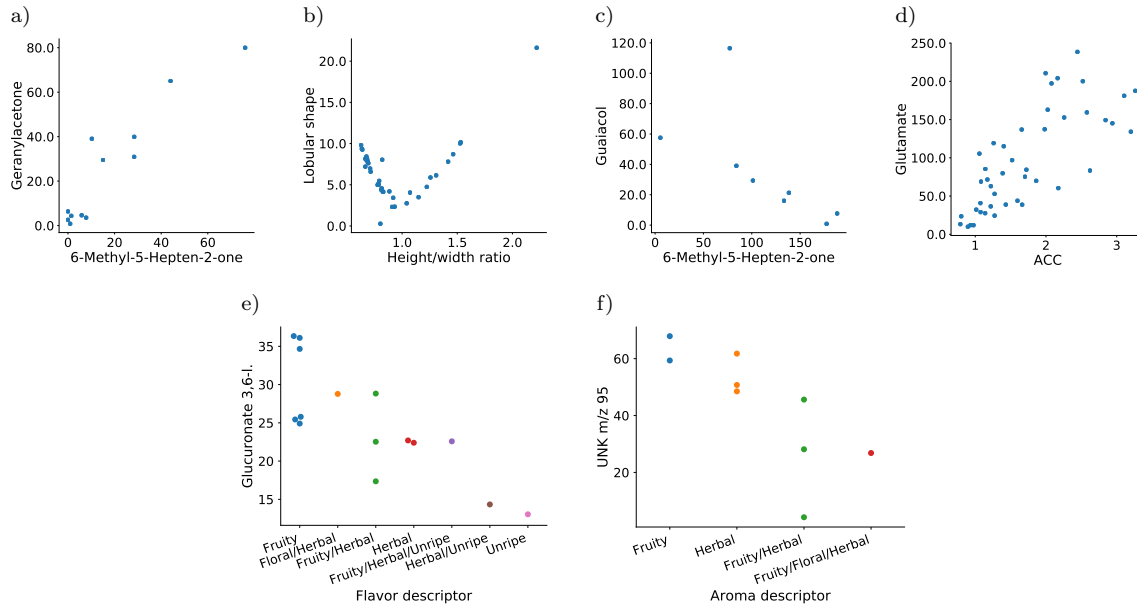 a)
Geranylacetone
80.0
60.0
40.0
20.0
0.0
0 20 40 60
6-Methyl-5-Hepten-2-one
b)
Lobular shape
20.0
15.0
10.0
5.0
0.0
1.0 1.5 2.0
Height/width ratio
c)
Guaiacol
120.0
100.0
80.0
60.0
40.0
20.0
0.0
0 50 100 150
6-Methyl-5-Hepten-2-one
d)
Glutamate
250.0
200.0
150.0
100.0
50.0
0.0
1 2 3
ACC
e)
Glucuronate 3,6-l.
35
30
25
20
15
Fruity
Floral/Herbal
Fruity/Herbal
Herbal
Fruity/Herbal/Unripe
Herbal/Unripe
Unripe
Flavor descriptor
f)
UNK m/z 95
60
40
20
Fruity
Herbal
Fruity/Herbal
Fruity/Floral/Herbal
Aroma descriptor